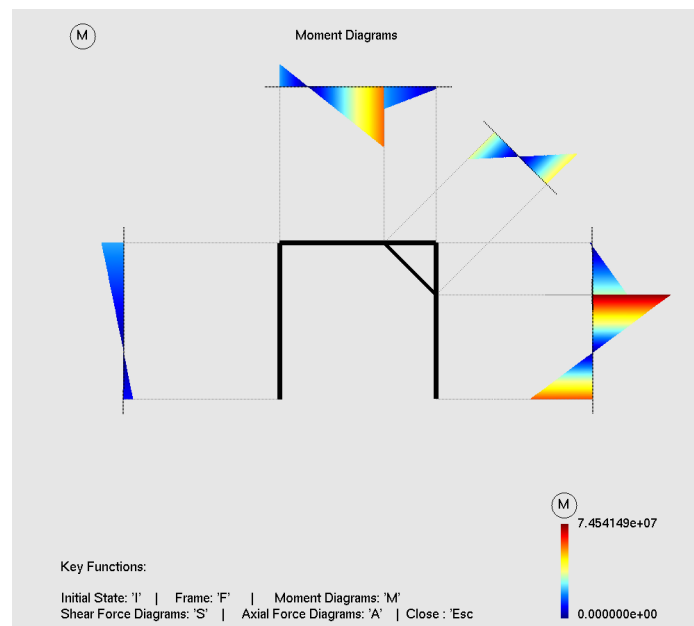 M
Moment Diagrams
M
7.454149e+07
0.000000e+00
Key Functions:
Initial State: 'I' | Frame: 'F' | Moment Diagrams: 'M'
Shear Force Diagrams: 'S' | Axial Force Diagrams: 'A' | Close : 'Esc